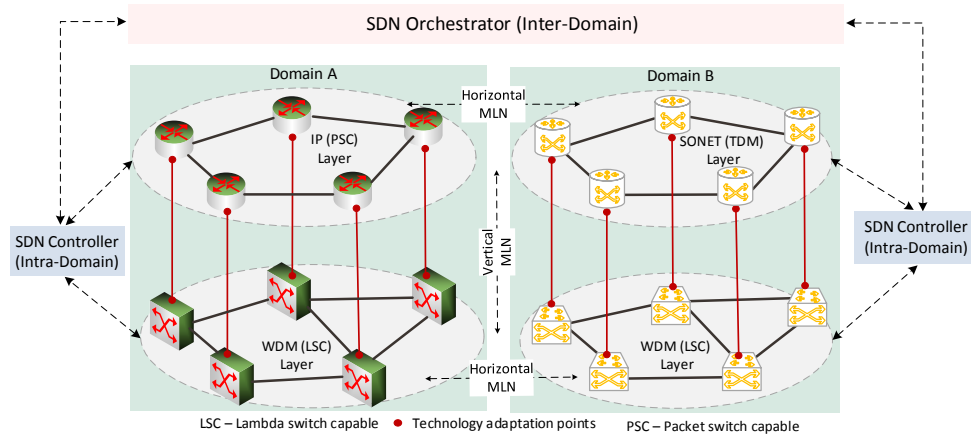 SDN Orchestrator (Inter-Domain)
Domain A
Domain B
Horizontal
MLN
IP (PSC)
Layer
SONET (TDM)
Layer
SDN Controller
(Intra-Domain)
Vertical
MLN
SDN Controller
(Intra-Domain)
WDM (LSC)
Layer
WDM (LSC)
Layer
Horizontal
MLN
LSC – Lambda switch capable
Technology adaptation points
PSC – Packet switch capable